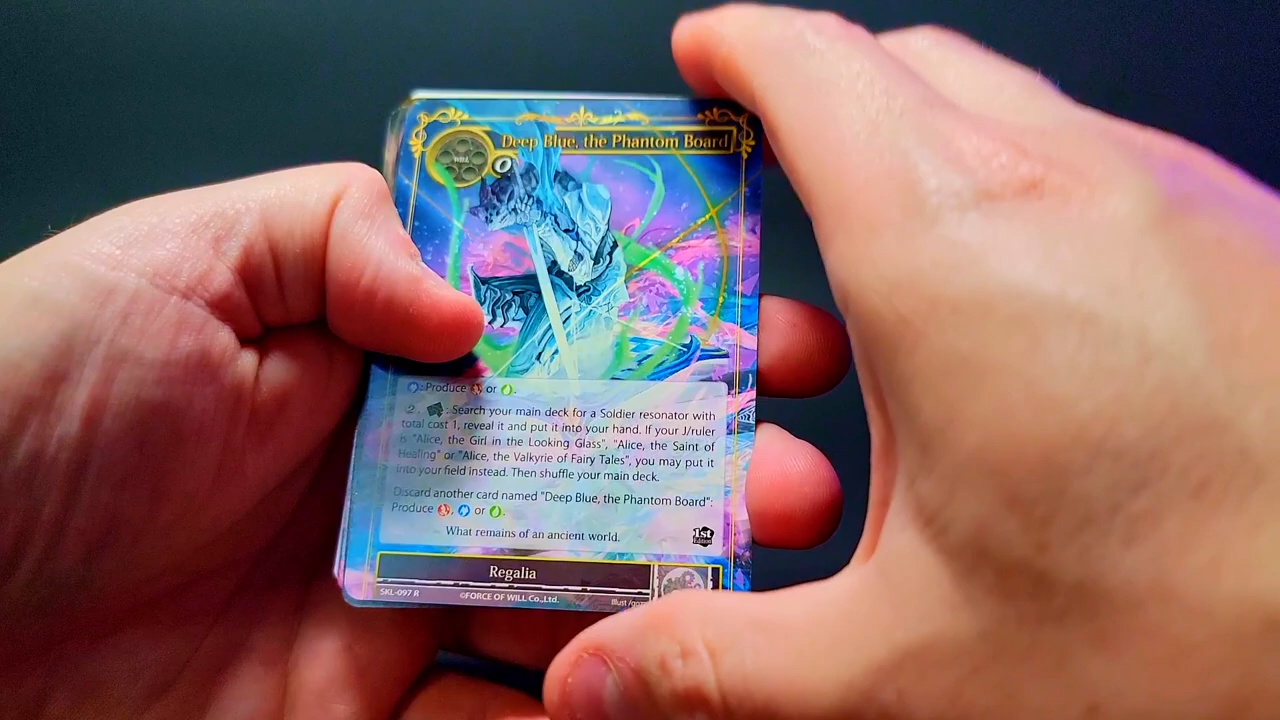 Deep Blue, the Phantom Board
WILL
0
: Produce or .
2, : Search your main deck for a Soldier resonator with
total cost 1, reveal it and put it into your hand. If your J/ruler
is "Alice, the Girl in the Looking Glass", "Alice, the Saint of
Healing" or "Alice, the Valkyrie of Fairy Tales", you may put it
into your field instead. Then shuffle your main deck.
Discard another card named "Deep Blue, the Phantom Board":
Produce , or .
What remains of an ancient world.
1st
Edition
Regalia
SKL-097 R
©FORCE OF WILL Co.,Ltd.
Illust